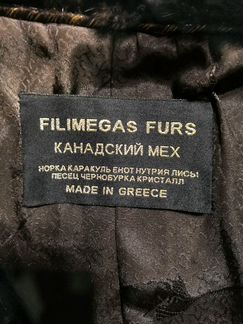 FILIMEGAS FURS
КАНАДСКИЙ МЕХ
НОРКА КАРАКУЛЬ ЕНОТ НУТРИЯ ЛИСЫ
ПЕСЕЦ ЧЕРНОБУРКА КРИСТАЛЛ
MADE IN GREECE